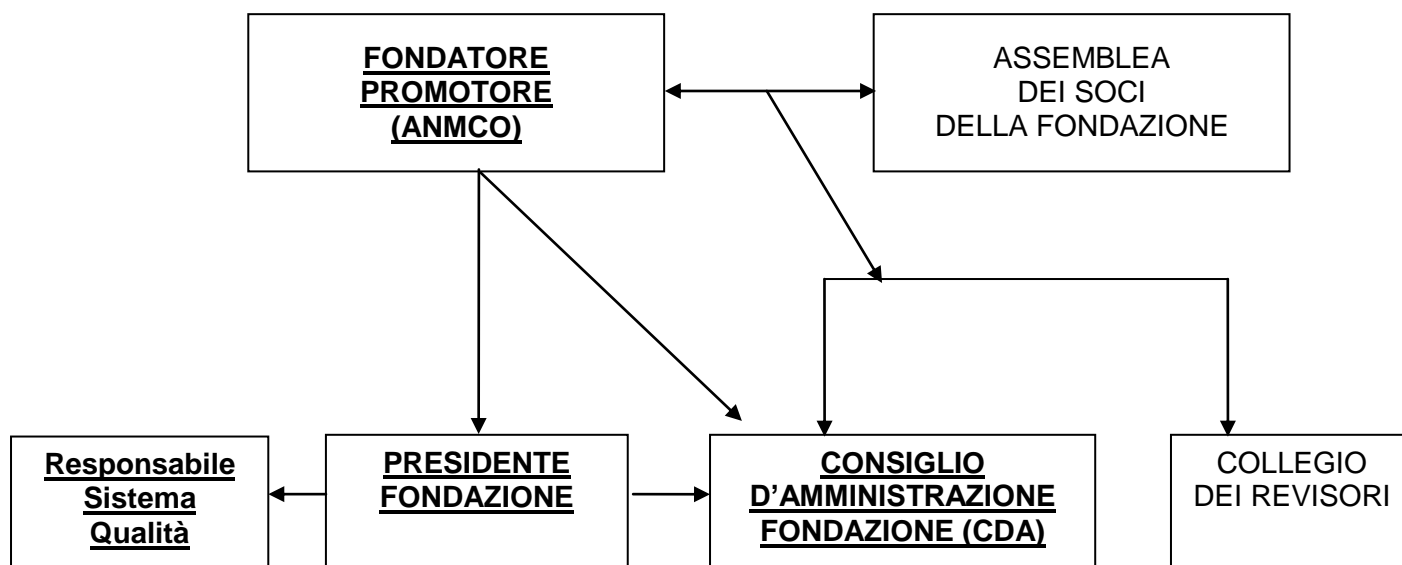 FONDATORE
PROMOTORE
(ANMCO)
ASSEMBLEA
DEI SOCI
DELLA FONDAZIONE
Responsabile
Sistema
Qualità
PRESIDENTE
FONDAZIONE
CONSIGLIO
D’AMMINISTRAZIONE
FONDAZIONE (CDA)
COLLEGIO
DEI REVISORI